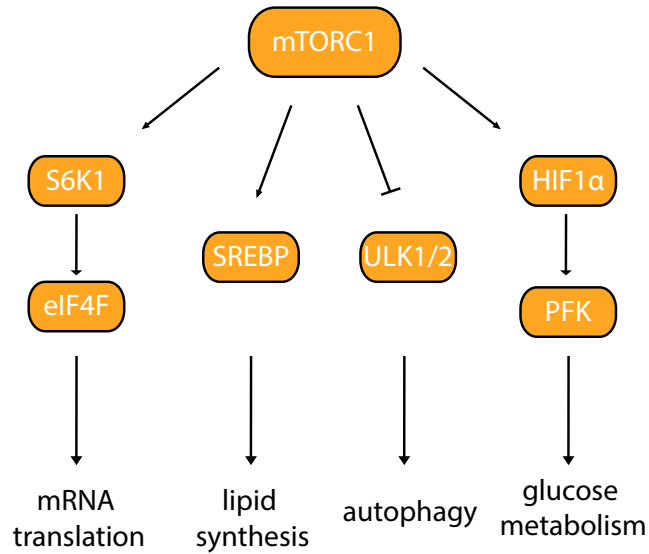 mTORC1
S6K1
HIF1α
SREBP
ULK1/2
eIF4F
PFK
mRNA
translation
lipid
synthesis
autophagy
glucose
metabolism